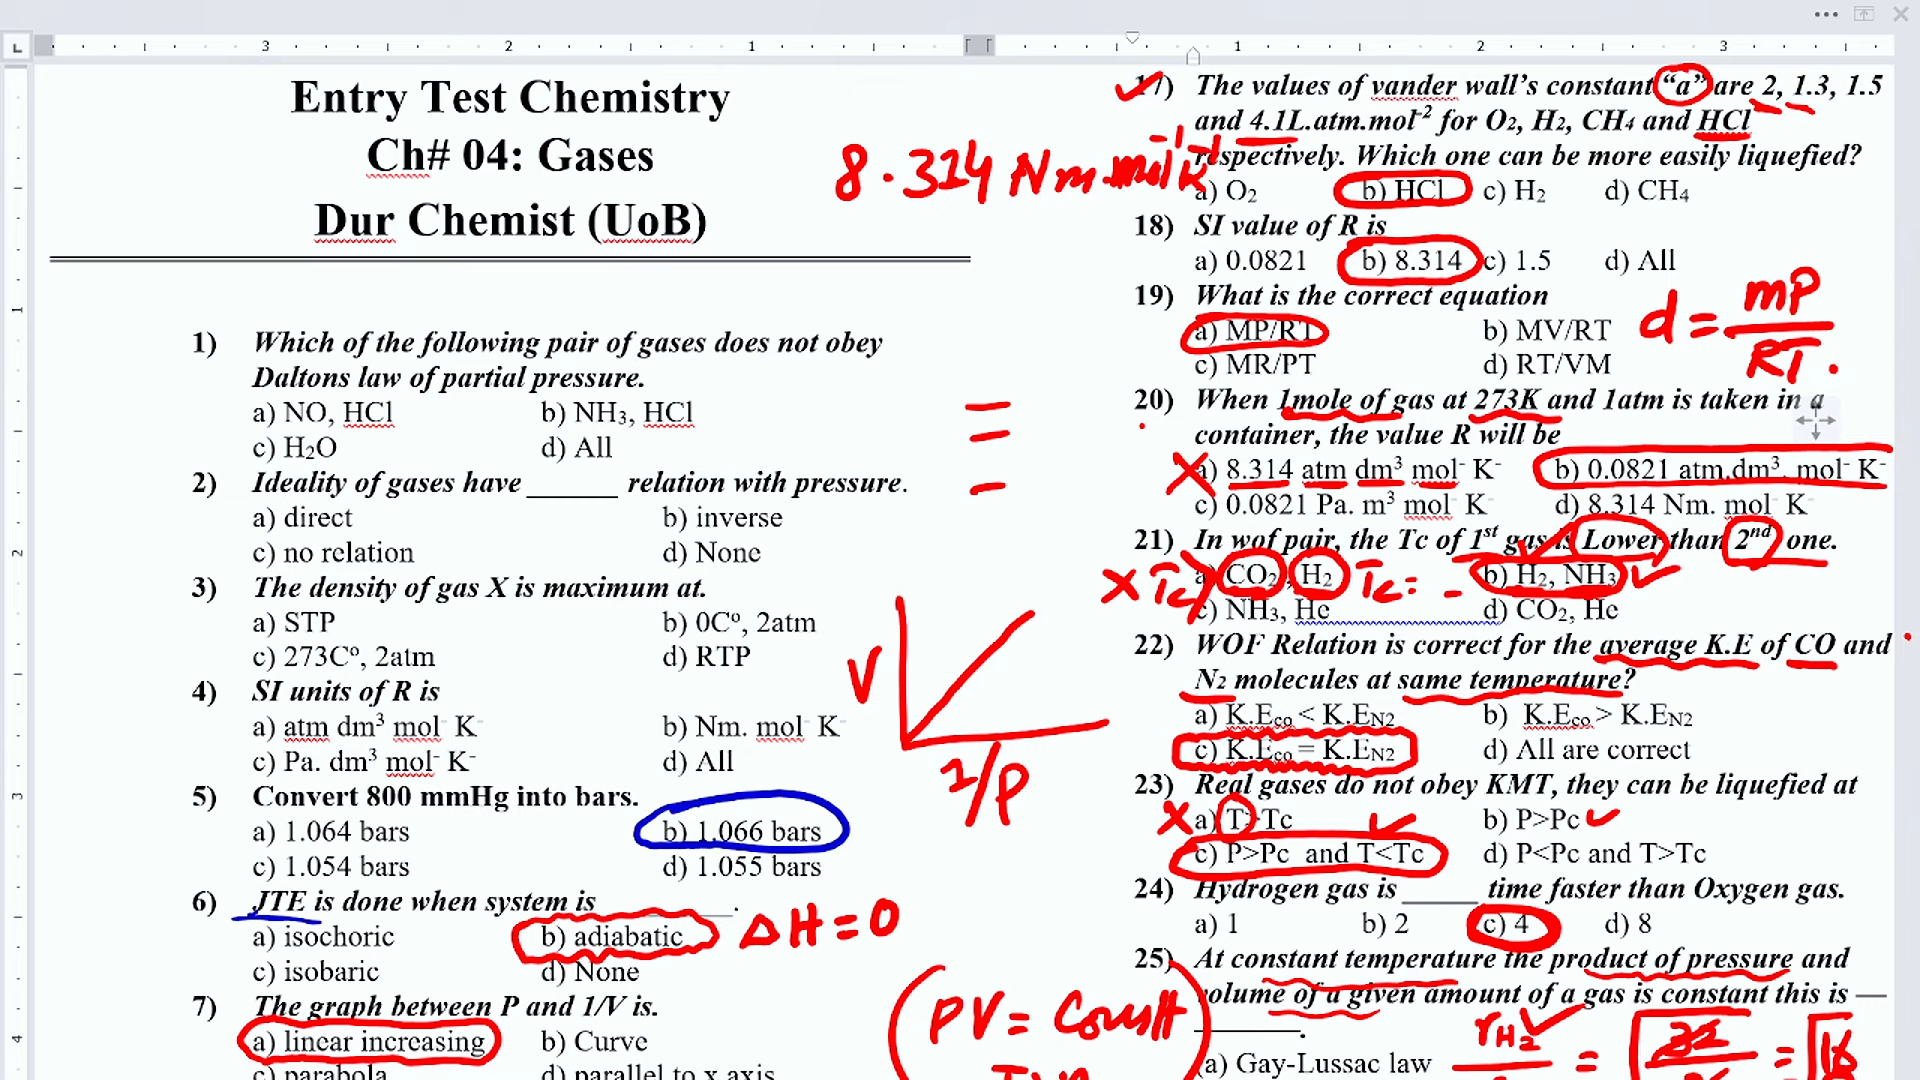 Entry Test Chemistry
Ch# 04: Gases
Dur Chemist (UoB)
1) Which of the following pair of gases does not obey
Daltons law of partial pressure.
a) NO, HCl b) NH3, HCl
c) H2O d) All
2) Ideality of gases have ______ relation with pressure.
a) direct b) inverse
c) no relation d) None
3) The density of gas X is maximum at.
a) STP b) 0Cº, 2atm
c) 273Cº, 2atm d) RTP
4) SI units of R is
a) atm dm³ mol⁻ K⁻ b) Nm. mol⁻ K⁻
c) Pa. dm³ mol⁻ K⁻ d) All
5) Convert 800 mmHg into bars.
a) 1.064 bars b) 1.066 bars
c) 1.054 bars d) 1.055 bars
6) JTE is done when system is _________.
a) isochoric b) adiabatic
ΔH = 0
c) isobaric d) None
7) The graph between P and 1/V is.
a) linear increasing b) Curve
c) parabola d) parallel to x axis
8.314 Nm.mol⁻¹K⁻¹
V
1/P
PV = Constt
17) The values of vander wall's constant "a" are 2, 1.3, 1.5
and 4.1L.atm.mol⁻² for O2, H2, CH4 and HCl
respectively. Which one can be more easily liquefied?
a) O2 b) HCl c) H2 d) CH4
18) SI value of R is
a) 0.0821 b) 8.314 c) 1.5 d) All
19) What is the correct equation
a) MP/RT b) MV/RT
c) MR/PT d) RT/VM
d = mP
RT.
20) When 1mole of gas at 273K and 1atm is taken in a
container, the value R will be
a) 8.314 atm dm³ mol⁻ K⁻ b) 0.0821 atm.dm³. mol⁻ K⁻
c) 0.0821 Pa. m³ mol⁻ K⁻ d) 8.314 Nm. mol⁻ K⁻
21) In wof pair, the Tc of 1st gas is Lower than 2nd one.
a) CO2, H2 b) H2, NH3
Tc Tc = -
c) NH3, He d) CO2, He
22) WOF Relation is correct for the average K.E of CO and
N2 molecules at same temperature?
a) K.Eco < K.EN2 b) K.Eco > K.EN2
c) K.Eco = K.EN2 d) All are correct
23) Real gases do not obey KMT, they can be liquefied at
a) T>Tc b) P>Pc
c) P>Pc and T<Tc d) P<Pc and T>Tc
24) Hydrogen gas is _____ time faster than Oxygen gas.
a) 1 b) 2 c) 4 d) 8
25) At constant temperature the product of pressure and
volume of a given amount of a gas is constant this is __
_______.
(a) Gay-Lussac law
rH2